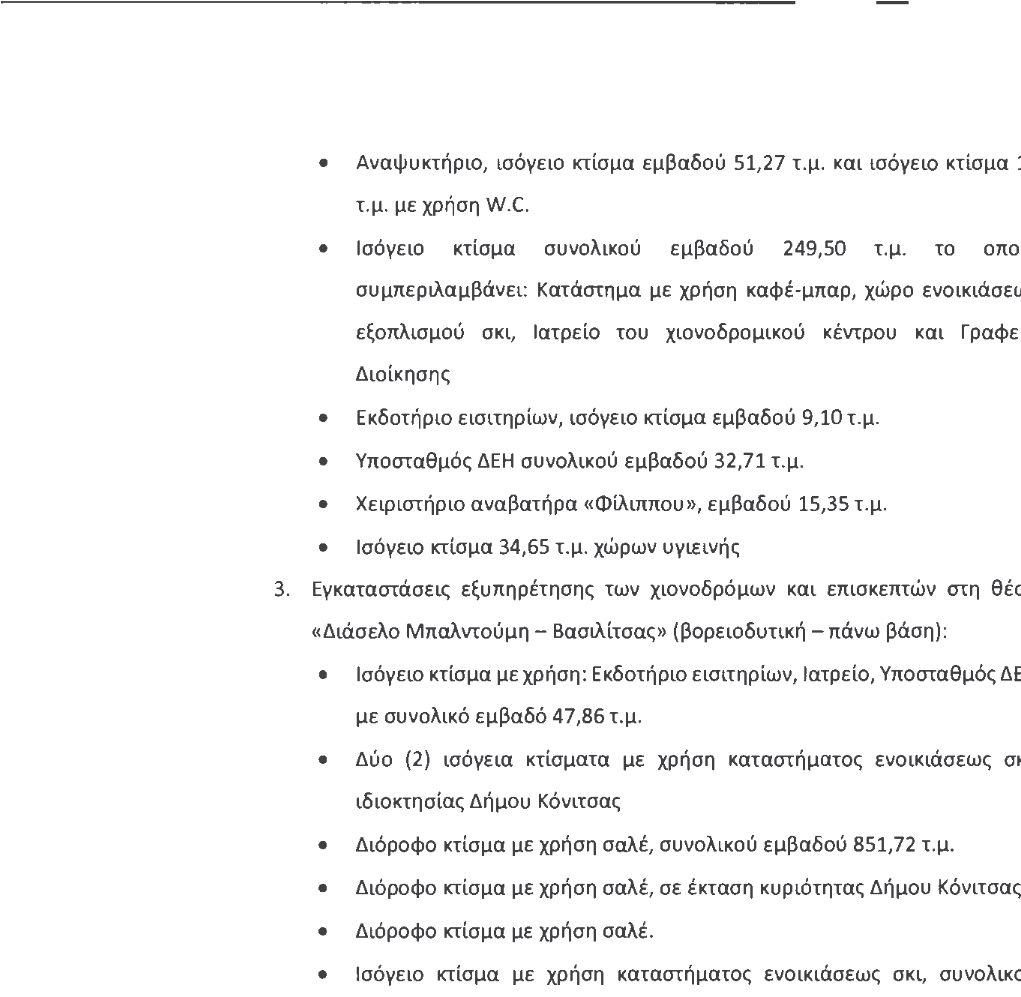 • Αναψυκτήριο, ισόγειο κτίσμα εμβαδού 51,27 τ.μ. και ισόγειο κτίσμα
τ.μ. με χρήση W.C.
• Ισόγειο κτίσμα συνολικού εμβαδού 249,50 τ.μ. το
συμπεριλαμβάνει: Κατάστημα με χρήση καφέ-μπαρ, χώρο
εξοπλισμού σκι, Ιατρείο του χιονοδρομικού κέντρου και
Διοίκησης
• Εκδοτήριο εισιτηρίων, ισόγειο κτίσμα εμβαδού 9,10 τ.μ.
• Υποσταθμός ΔΕΗ συνολικού εμβαδού 32,71 τ.μ.
• Χειριστήριο αναβατήρα «Φίλιππου», εμβαδού 15,35 τ.μ.
• Ισόγειο κτίσμα 34,65 τ.μ. χώρων υγιεινής
3. Εγκαταστάσεις εξυπηρέτησης των χιονοδρόμων και επισκεπτών στη
«Διάσελο Μπαλντούμη – Βασιλίτσας» (βορειοδυτική – πάνω βάση):
• Ισόγειο κτίσμα με χρήση: Εκδοτήριο εισιτηρίων, Ιατρείο, Υποσταθμός
με συνολικό εμβαδό 47,86 τ.μ.
• Δύο (2) ισόγεια κτίσματα με χρήση καταστήματος ενοικιάσεως
ιδιοκτησίας Δήμου Κόνιτσας
• Διόροφο κτίσμα με χρήση σαλέ, συνολικού εμβαδού 851,72 τ.μ.
• Διόροφο κτίσμα με χρήση σαλέ, σε έκταση κυριότητας Δήμου Κόνιτσας
• Διόροφο κτίσμα με χρήση σαλέ.
• Ισόγειο κτίσμα με χρήση καταστήματος ενοικιάσεως σκι,